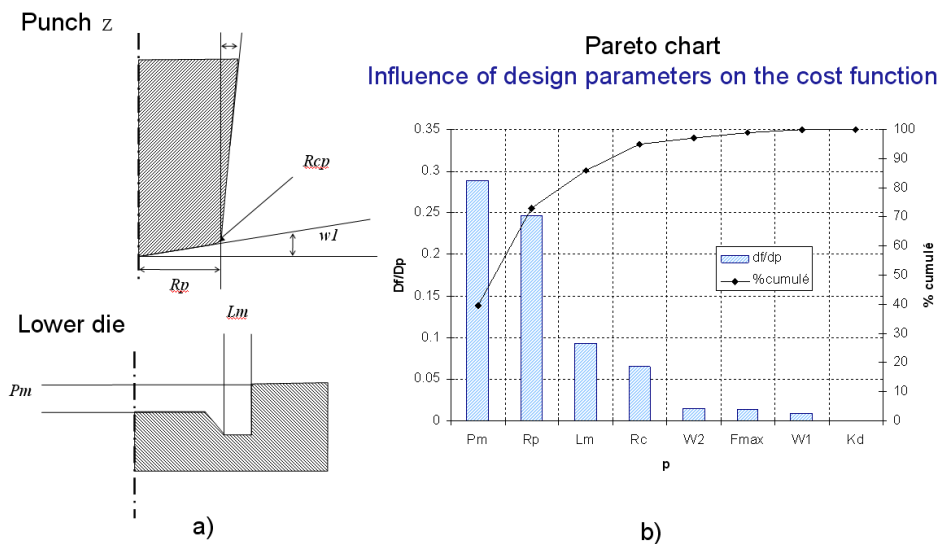 Punch z
Rcp
w1
Rp
Lower die
Lm
Pm
a)
Pareto chart
Influence of design parameters on the cost function
0.35
0.3
0.25
0.2
0.15
0.1
0.05
0
Df/Dp
100
90
80
70
60
50
40
30
20
10
0
% cumulé
df/dp
%cumulé
Pm Rp Lm Rc W2 Fmax W1 Kd
p
b)